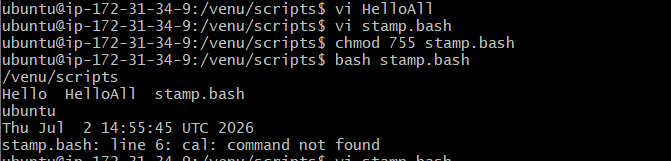 ubuntu@ip-172-31-34-9:/venu/scripts$ vi HelloAll
ubuntu@ip-172-31-34-9:/venu/scripts$ vi stamp.bash
ubuntu@ip-172-31-34-9:/venu/scripts$ chmod 755 stamp.bash
ubuntu@ip-172-31-34-9:/venu/scripts$ bash stamp.bash
/venu/scripts
Hello  HelloAll  stamp.bash
ubuntu
Thu Jul  2 14:55:45 UTC 2026
stamp.bash: line 6: cal: command not found
ubuntu@ip-172-31-34-9:/venu/scripts$ vi stamp.bash